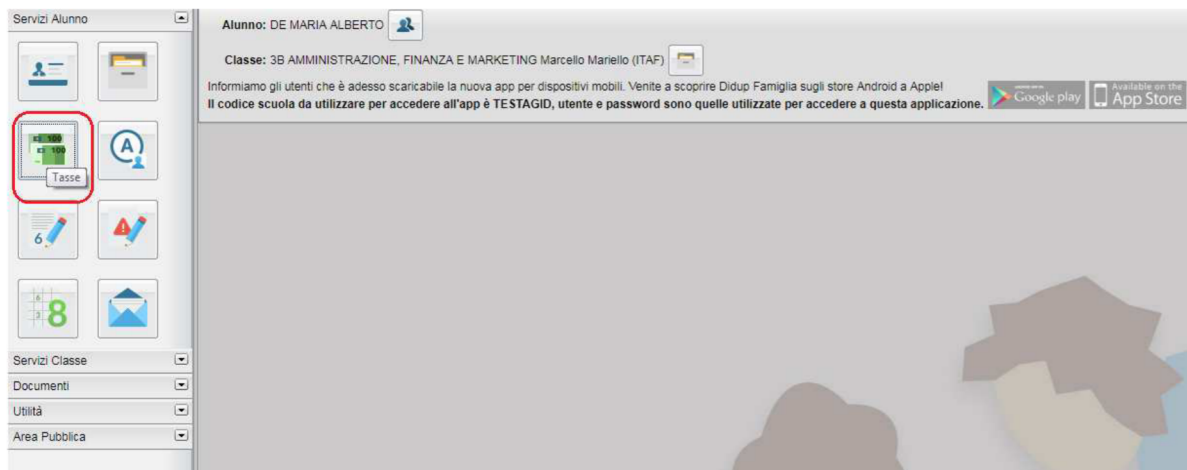 Servizi Alunno
Alunno: DE MARIA ALBERTO
Classe: 3B AMMINISTRAZIONE, FINANZA E MARKETING Marcello Mariello (ITAF)
Informiamo gli utenti che è adesso scaricabile la nuova app per dispositivi mobili. Venite a scoprire Didup Famiglia sugli store Android a Apple!
Il codice scuola da utilizzare per accedere all'app è TESTAGID, utente e password sono quelle utilizzate per accedere a questa applicazione.
Google play
Available on the
App Store
100
100
Tasse
A
6
6
3
8
Servizi Classe
Documenti
Utilità
Area Pubblica